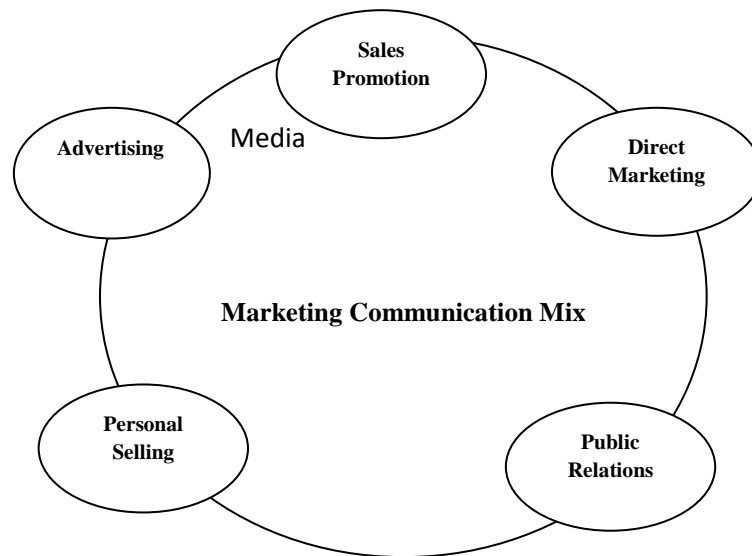 Sales
Promotion
Advertising
Media
Direct
Marketing
Marketing Communication Mix
Personal
Selling
Public
Relations